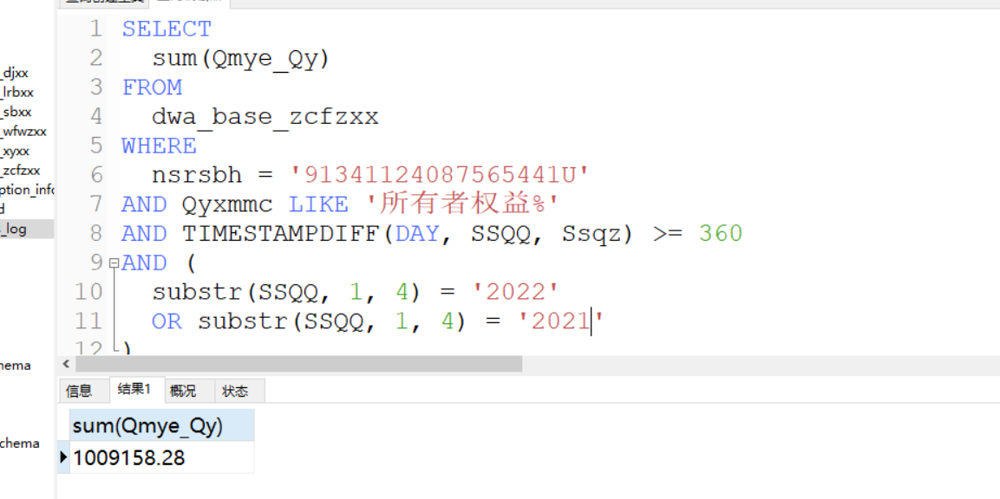 _djxx
_lrbxx
_sbxx
_wfwzxx
_xyxx
_zcfzxx
ption_info
d
_log
hema
chema
1 SELECT
2 sum(Qmye_Qy)
3 FROM
4 dwa_base_zcfzxx
5 WHERE
6 nsrsbh = '91341124087565441U'
7 AND Qyxmmc LIKE '所有者权益%'
8 AND TIMESTAMPDIFF(DAY, SSQQ, Ssqz) >= 360
9 AND (
10 substr(SSQQ, 1, 4) = '2022'
11 OR substr(SSQQ, 1, 4) = '2021'
12 )
信息 结果1 概况 状态
sum(Qmye_Qy)
1009158.28